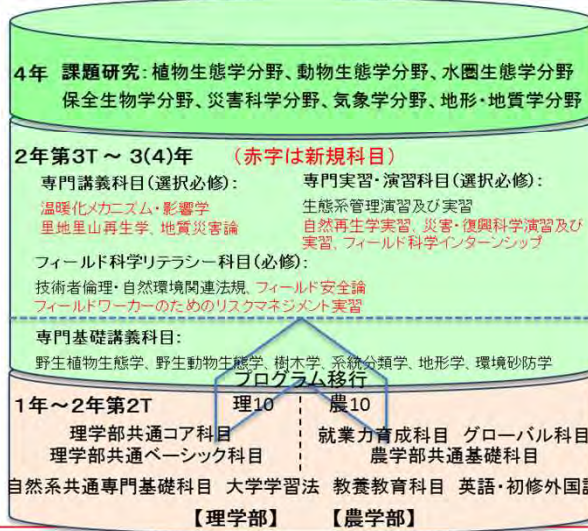 4年 課題研究:植物生態学分野、動物生態学分野、水圏生態学分野
保全生物学分野、災害科学分野、気象学分野、地形・地質学分野
2年第3T ～ 3(4)年 (赤字は新規科目)
専門講義科目(選択必修):
温暖化メカニズム・影響学
里地里山再生学、地質災害論
専門実習・演習科目(選択必修):
生態系管理演習及び実習
自然再生学実習、災害・復興科学演習及び
実習、フィールド科学インターンシップ
フィールド科学リテラシー科目(必修):
技術者倫理・自然環境関連法規、フィールド安全論
フィールドワーカーのためのリスクマネジメント実習
専門基礎講義科目:
野生植物生態学、野生動物生態学、樹木学、系統分類学、地形学、環境砂防学
プログラム移行
1年～2年第2T 理10 農10
理学部共通コア科目
理学部共通ベーシック科目
就業力育成科目 グローバル科目
農学部共通基礎科目
自然系共通専門基礎科目 大学学習法 教養教育科目 英語・初修外国語
【理学部】 【農学部】